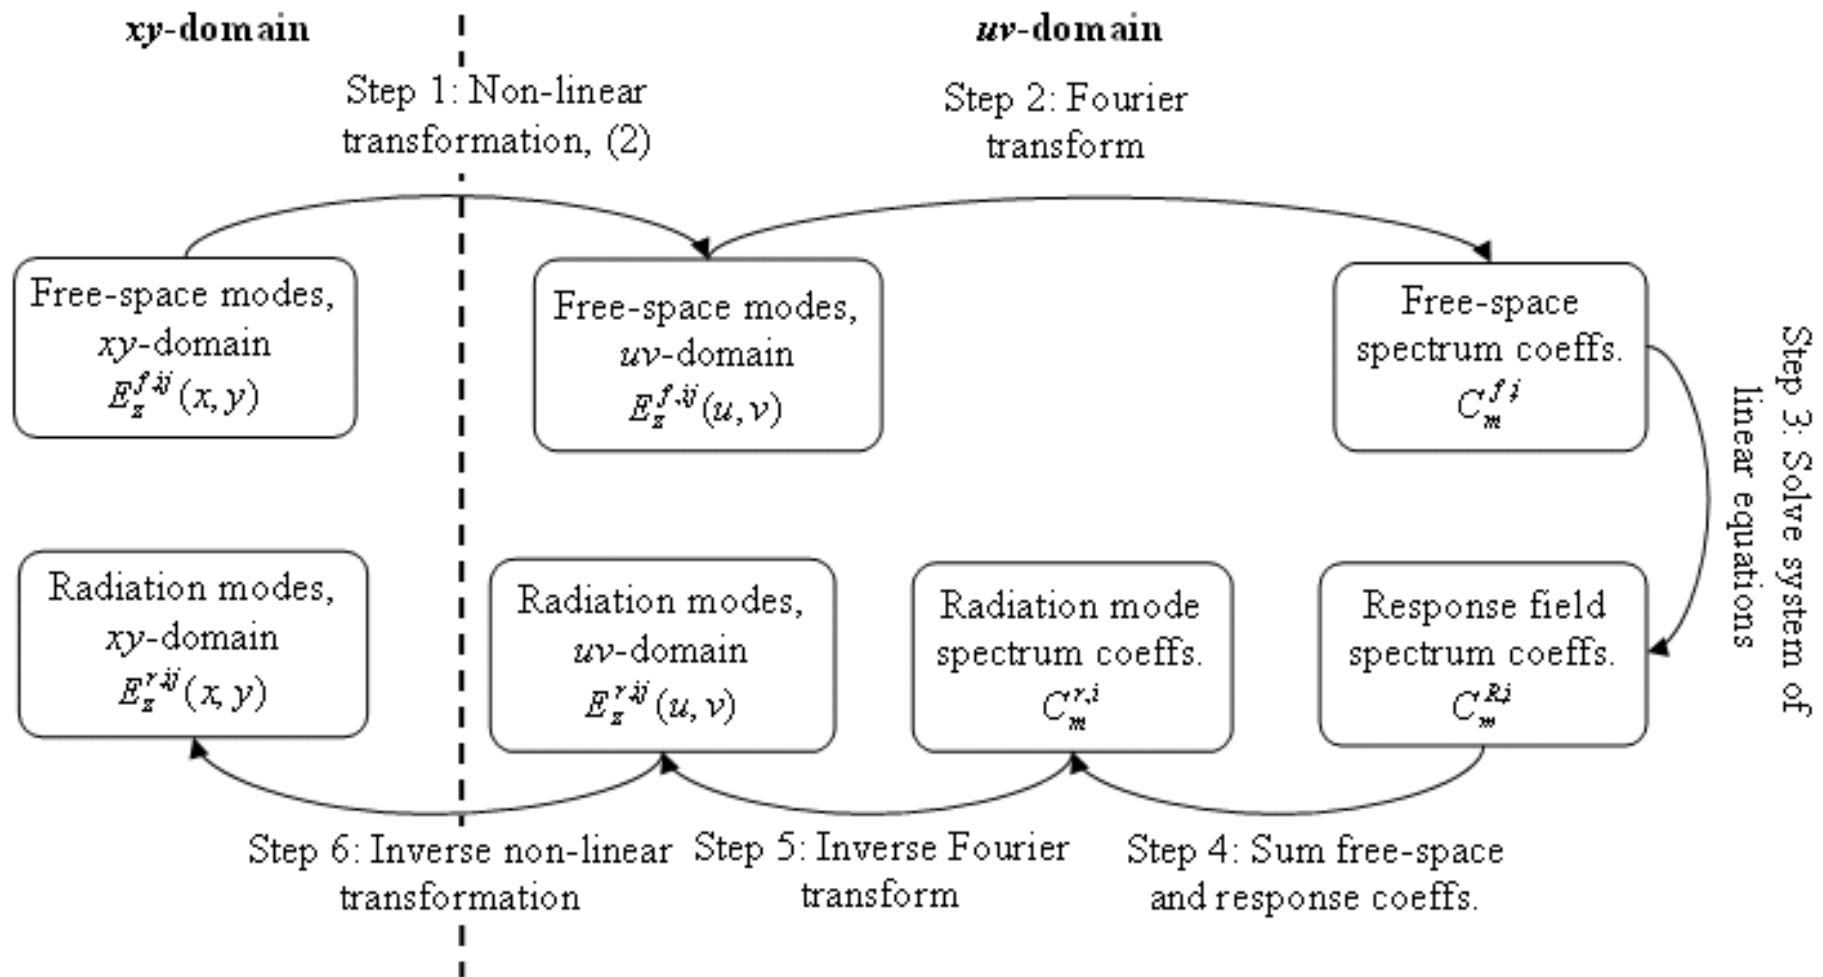 xy-domain
uv-domain
Step 1: Non-linear
transformation, (2)
Step 2: Fourier
transform
Free-space modes,
xy-domain
E_z^{f,ij}(x, y)
Free-space modes,
uv-domain
E_z^{f,ij}(u, v)
Free-space
spectrum coeffs.
C_m^{f,i}
Step 3: Solve system of
linear equations
Radiation modes,
xy-domain
E_z^{r,ij}(x, y)
Radiation modes,
uv-domain
E_z^{r,ij}(u, v)
Radiation mode
spectrum coeffs.
C_m^{r,i}
Response field
spectrum coeffs.
C_m^{R,i}
Step 6: Inverse non-linear
transformation
Step 5: Inverse Fourier
transform
Step 4: Sum free-space
and response coeffs.